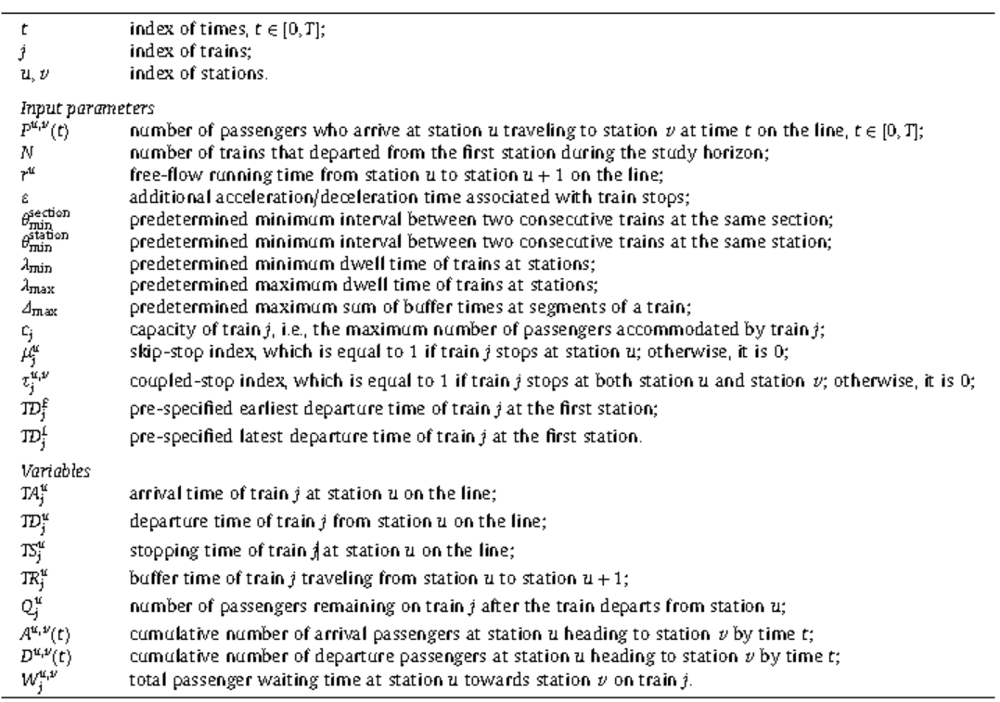 t index of times, t ∈ [0, T];
j index of trains;
u, v index of stations.
Input parameters
P^{u,v}(t) number of passengers who arrive at station u traveling to station v at time t on the line, t ∈ [0, T];
N number of trains that departed from the first station during the study horizon;
r^u free-flow running time from station u to station u + 1 on the line;
ε additional acceleration/deceleration time associated with train stops;
θ_{min}^{section} predetermined minimum interval between two consecutive trains at the same section;
θ_{min}^{station} predetermined minimum interval between two consecutive trains at the same station;
λ_{min} predetermined minimum dwell time of trains at stations;
λ_{max} predetermined maximum dwell time of trains at stations;
Δ_{max} predetermined maximum sum of buffer times at segments of a train;
c_j capacity of train j, i.e., the maximum number of passengers accommodated by train j;
μ_j^u skip-stop index, which is equal to 1 if train j stops at station u; otherwise, it is 0;
τ_j^{u,v} coupled-stop index, which is equal to 1 if train j stops at both station u and station v; otherwise, it is 0;
TD_j^E pre-specified earliest departure time of train j at the first station;
TD_j^L pre-specified latest departure time of train j at the first station.
Variables
TA_j^u arrival time of train j at station u on the line;
TD_j^u departure time of train j from station u on the line;
TS_j^u stopping time of train j at station u on the line;
TR_j^u buffer time of train j traveling from station u to station u + 1;
Q_j^u number of passengers remaining on train j after the train departs from station u;
A^{u,v}(t) cumulative number of arrival passengers at station u heading to station v by time t;
D^{u,v}(t) cumulative number of departure passengers at station u heading to station v by time t;
W_j^{u,v} total passenger waiting time at station u towards station v on train j.